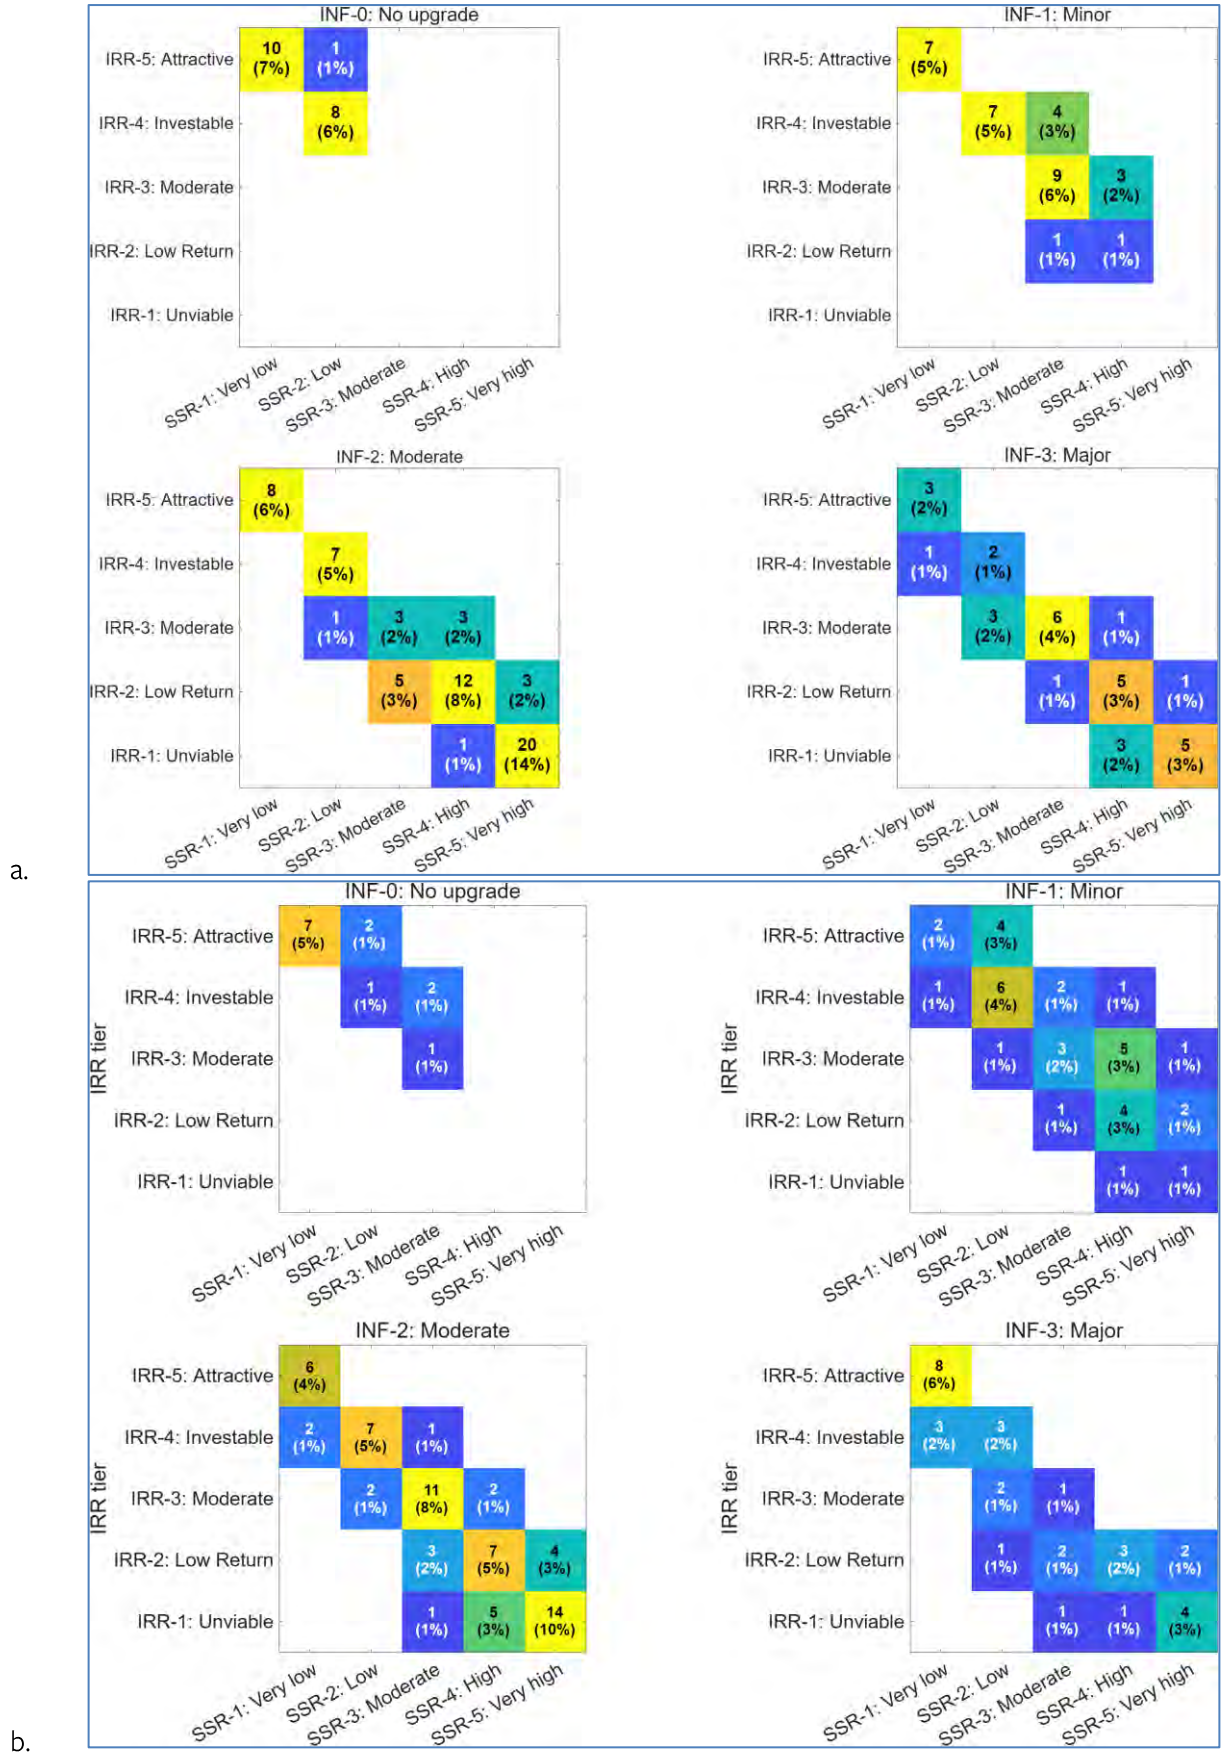 INF-0: No upgrade
IRR-5: Attractive
10
(7%)
1
(1%)
IRR-4: Investable
8
(6%)
IRR-3: Moderate
IRR-2: Low Return
IRR-1: Unviable
SSR-1: Very low
SSR-2: Low
SSR-3: Moderate
SSR-4: High
SSR-5: Very high
INF-1: Minor
IRR-5: Attractive
7
(5%)
IRR-4: Investable
7
(5%)
4
(3%)
IRR-3: Moderate
9
(6%)
3
(2%)
IRR-2: Low Return
1
(1%)
1
(1%)
IRR-1: Unviable
SSR-1: Very low
SSR-2: Low
SSR-3: Moderate
SSR-4: High
SSR-5: Very high
INF-2: Moderate
IRR-5: Attractive
8
(6%)
IRR-4: Investable
7
(5%)
IRR-3: Moderate
1
(1%)
3
(2%)
3
(2%)
IRR-2: Low Return
5
(3%)
12
(8%)
3
(2%)
IRR-1: Unviable
1
(1%)
20
(14%)
SSR-1: Very low
SSR-2: Low
SSR-3: Moderate
SSR-4: High
SSR-5: Very high
INF-3: Major
IRR-5: Attractive
3
(2%)
IRR-4: Investable
1
(1%)
2
(1%)
IRR-3: Moderate
3
(2%)
6
(4%)
1
(1%)
IRR-2: Low Return
1
(1%)
5
(3%)
1
(1%)
IRR-1: Unviable
3
(2%)
5
(3%)
SSR-1: Very low
SSR-2: Low
SSR-3: Moderate
SSR-4: High
SSR-5: Very high
a.
INF-0: No upgrade
IRR tier
IRR-5: Attractive
7
(5%)
2
(1%)
IRR-4: Investable
1
(1%)
2
(1%)
IRR-3: Moderate
1
(1%)
IRR-2: Low Return
IRR-1: Unviable
SSR-1: Very low
SSR-2: Low
SSR-3: Moderate
SSR-4: High
SSR-5: Very high
INF-1: Minor
IRR tier
IRR-5: Attractive
2
(1%)
4
(3%)
IRR-4: Investable
1
(1%)
6
(4%)
2
(1%)
1
(1%)
IRR-3: Moderate
1
(1%)
3
(2%)
5
(3%)
1
(1%)
IRR-2: Low Return
1
(1%)
4
(3%)
2
(1%)
IRR-1: Unviable
1
(1%)
1
(1%)
SSR-1: Very low
SSR-2: Low
SSR-3: Moderate
SSR-4: High
SSR-5: Very high
INF-2: Moderate
IRR tier
IRR-5: Attractive
6
(4%)
IRR-4: Investable
2
(1%)
7
(5%)
1
(1%)
IRR-3: Moderate
2
(1%)
11
(8%)
2
(1%)
IRR-2: Low Return
3
(2%)
7
(5%)
4
(3%)
IRR-1: Unviable
1
(1%)
5
(3%)
14
(10%)
SSR-1: Very low
SSR-2: Low
SSR-3: Moderate
SSR-4: High
SSR-5: Very high
INF-3: Major
IRR tier
IRR-5: Attractive
8
(6%)
IRR-4: Investable
3
(2%)
3
(2%)
IRR-3: Moderate
2
(1%)
1
(1%)
IRR-2: Low Return
1
(1%)
2
(1%)
3
(2%)
2
(1%)
IRR-1: Unviable
1
(1%)
1
(1%)
4
(3%)
SSR-1: Very low
SSR-2: Low
SSR-3: Moderate
SSR-4: High
SSR-5: Very high
b.